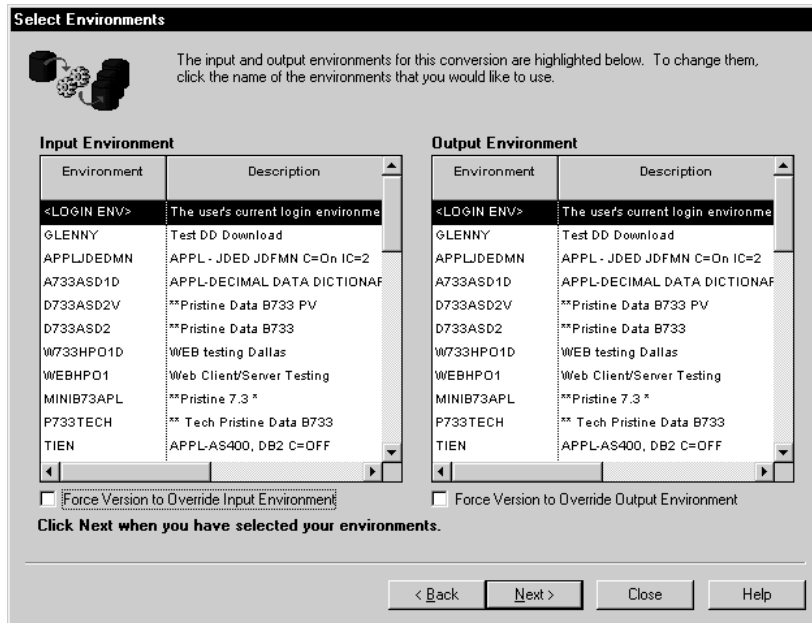 Select Environments
The input and output environments for this conversion are highlighted below. To change them,
click the name of the environments that you would like to use.
Input Environment
Environment Description
<LOGIN ENV> The user's current login environme
GLENNY Test DD Download
APPLJDEDMN APPL - JDED JDFMN C=On IC=2
A733ASD1D APPL-DECIMAL DATA DICTIONAR
D733ASD2V **Pristine Data B733 PV
D733ASD2 **Pristine Data B733
W733HPO1D WEB testing Dallas
WEBHPO1 Web Client/Server Testing
MINIB73APL **Pristine 7.3 *
P733TECH ** Tech Pristine Data B733
TIEN APPL-AS400, DB2 C=OFF
Force Version to Override Input Environment
Output Environment
Environment Description
<LOGIN ENV> The user's current login environme
GLENNY Test DD Download
APPLJDEDMN APPL - JDED JDFMN C=On IC=2
A733ASD1D APPL-DECIMAL DATA DICTIONAR
D733ASD2V **Pristine Data B733 PV
D733ASD2 **Pristine Data B733
W733HPO1D WEB testing Dallas
WEBHPO1 Web Client/Server Testing
MINIB73APL **Pristine 7.3 *
P733TECH ** Tech Pristine Data B733
TIEN APPL-AS400, DB2 C=OFF
Force Version to Override Output Environment
Click Next when you have selected your environments.
< Back Next > Close Help